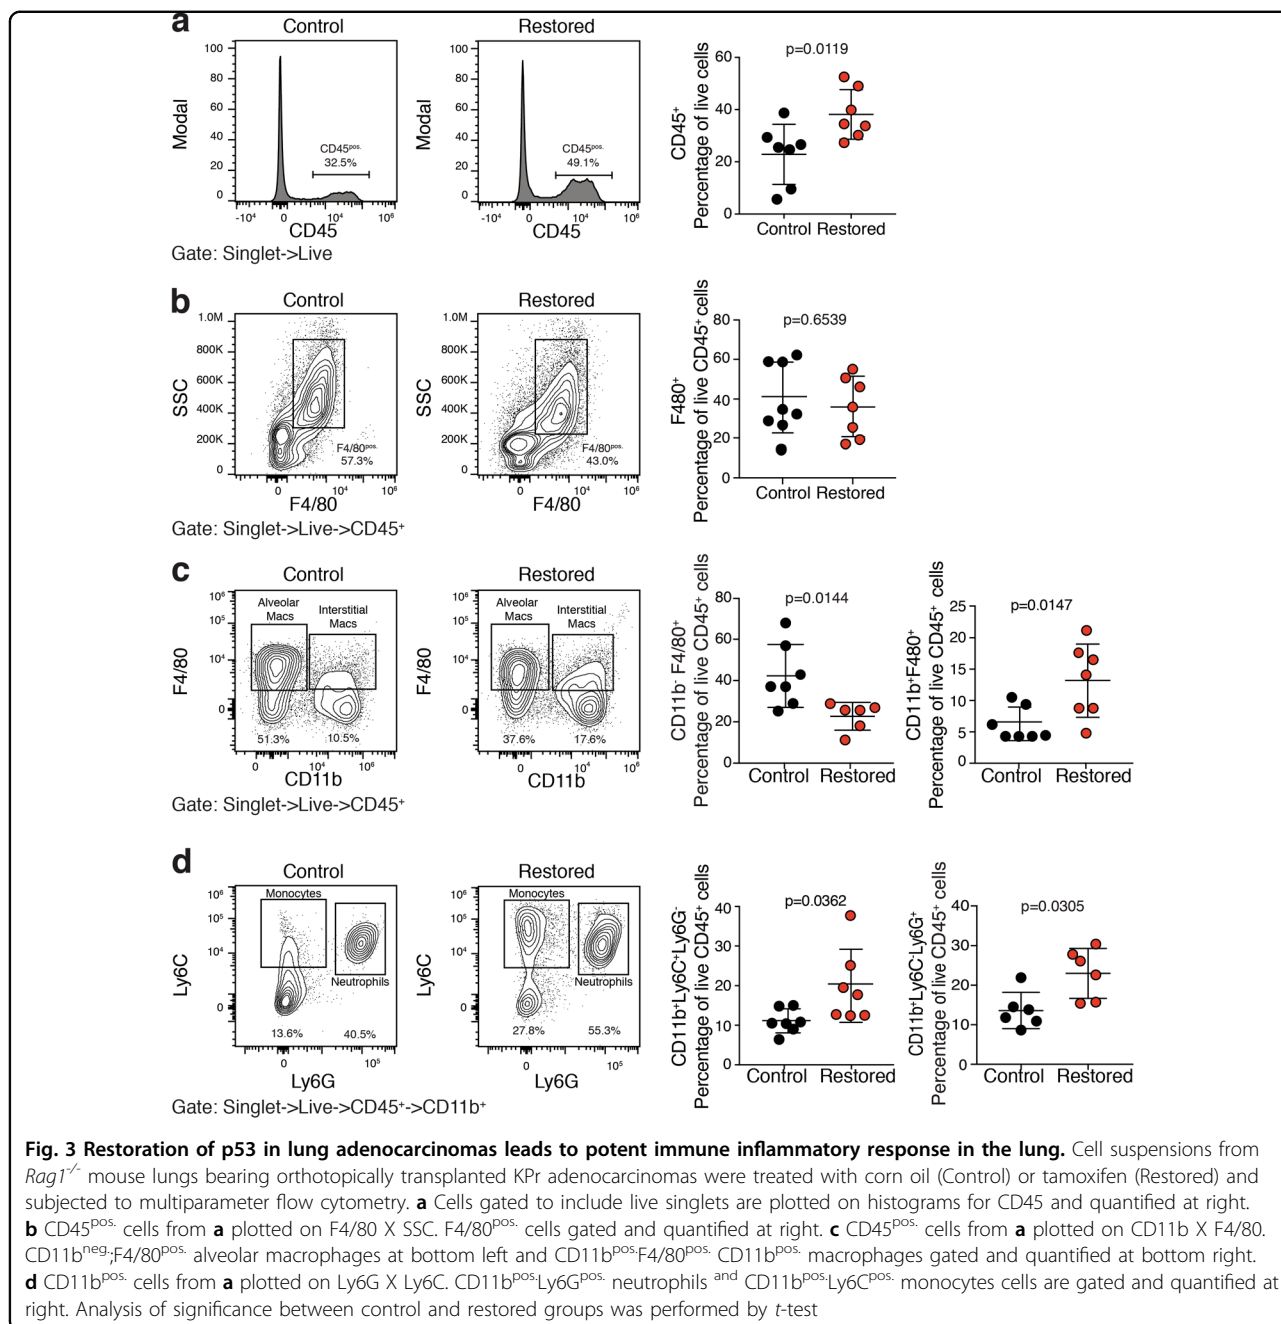 a
Control
Restored
Modal
100
80
60
40
20
0
CD45pos.
32.5%
-10⁴ 0 10⁴ 10⁶
CD45
Modal
100
80
60
40
20
0
CD45pos.
49.1%
-10⁴ 0 10⁴ 10⁶
CD45
CD45⁺
Percentage of live cells
p=0.0119
60
40
20
0
Control Restored
Gate: Singlet->Live
b
Control
Restored
SSC
1.0M
800K
600K
400K
200K
0
F4/80pos.
57.3%
0 10⁴ 10⁶
F4/80
SSC
1.0M
800K
600K
400K
200K
0
F4/80pos.
43.0%
0 10⁴ 10⁶
F4/80
F480⁺
Percentage of live CD45⁺ cells
p=0.6539
80
60
40
20
0
Control Restored
Gate: Singlet->Live->CD45⁺
c
Control
Restored
F4/80
10⁶
10⁵
10⁴
0
Alveolar
Macs
Interstitial
Macs
51.3% 10.5%
0 10⁴ 10⁶
CD11b
F4/80
10⁶
10⁵
10⁴
0
Alveolar
Macs
Interstitial
Macs
37.6% 17.6%
0 10⁴ 10⁶
CD11b
CD11b⁻ F4/80⁺
Percentage of live CD45⁺ cells
p=0.0144
80
60
40
20
0
Control Restored
CD11b⁺F480⁺
Percentage of live CD45⁺ cells
p=0.0147
25
20
15
10
5
0
Control Restored
Gate: Singlet->Live->CD45⁺
d
Control
Restored
Ly6C
10⁶
10⁵
10⁴
0
Monocytes
Neutrophils
13.6% 40.5%
0 10⁵
Ly6G
Ly6C
10⁶
10⁵
10⁴
0
Monocytes
Neutrophils
27.8% 55.3%
0 10⁵
Ly6G
CD11b⁺Ly6C⁺Ly6G⁻
Percentage of live CD45⁺ cells
p=0.0362
40
30
20
10
0
Control Restored
CD11b⁺Ly6C⁻Ly6G⁺
Percentage of live CD45⁺ cells
p=0.0305
40
30
20
10
0
Control Restored
Gate: Singlet->Live->CD45⁺->CD11b⁺
Fig. 3 Restoration of p53 in lung adenocarcinomas leads to potent immune inflammatory response in the lung. Cell suspensions from
Rag1⁻/⁻ mouse lungs bearing orthotopically transplanted KPr adenocarcinomas were treated with corn oil (Control) or tamoxifen (Restored) and
subjected to multiparameter flow cytometry. a Cells gated to include live singlets are plotted on histograms for CD45 and quantified at right.
b CD45pos. cells from a plotted on F4/80 X SSC. F4/80pos. cells gated and quantified at right. c CD45pos. cells from a plotted on CD11b X F4/80.
CD11bneg.;F4/80pos. alveolar macrophages at bottom left and CD11bpos.F4/80pos. CD11bpos. macrophages gated and quantified at bottom right.
d CD11bpos. cells from a plotted on Ly6G X Ly6C. CD11bpos.Ly6Gpos. neutrophils and CD11bpos.Ly6Cpos. monocytes cells are gated and quantified at
right. Analysis of significance between control and restored groups was performed by t-test